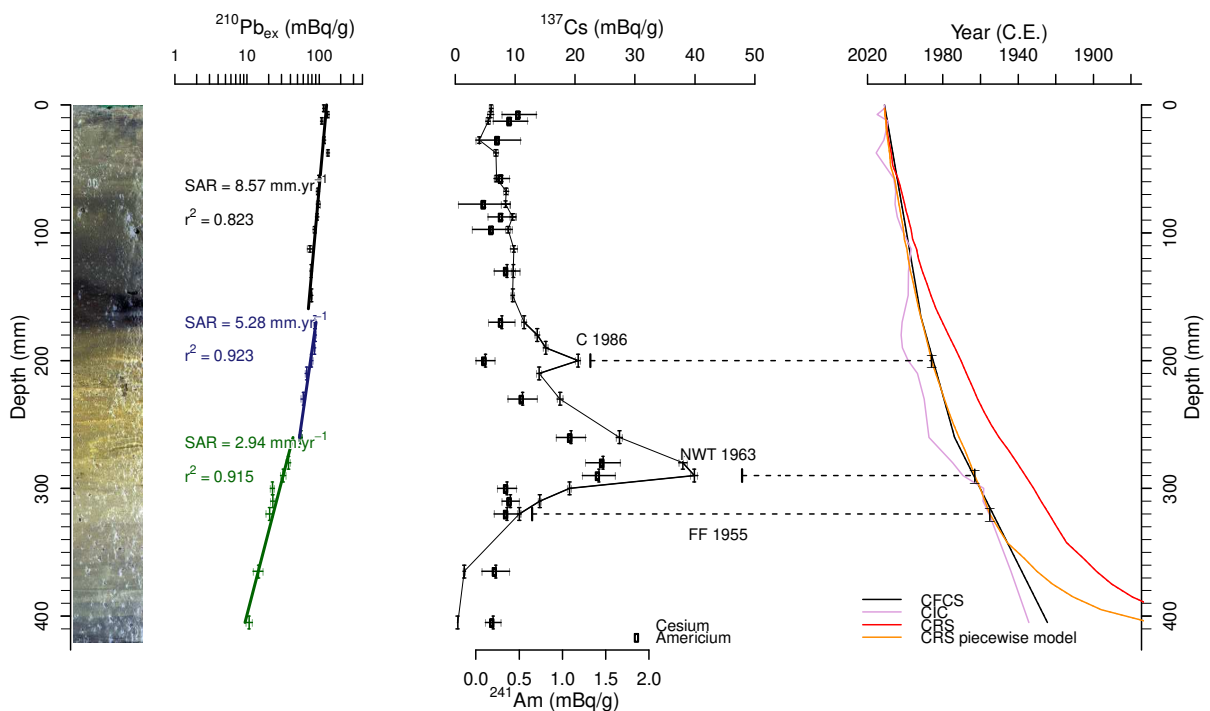 ²¹⁰Pbₑₓ (mBq/g)
1 10 100
¹³⁷Cs (mBq/g)
0 10 20 30 40 50
Year (C.E.)
2020 1980 1940 1900
Depth (mm)
0
100
200
300
400
SAR = 8.57 mm.yr⁻¹
r² = 0.823
SAR = 5.28 mm.yr⁻¹
r² = 0.923
SAR = 2.94 mm.yr⁻¹
r² = 0.915
C 1986
NWT 1963
FF 1955
Cesium
Americium
0.0 0.5 1.0 1.5 2.0
²⁴¹Am (mBq/g)
CFCS
CIC
CRS
CRS piecewise model
0
100
200
300
400
Depth (mm)